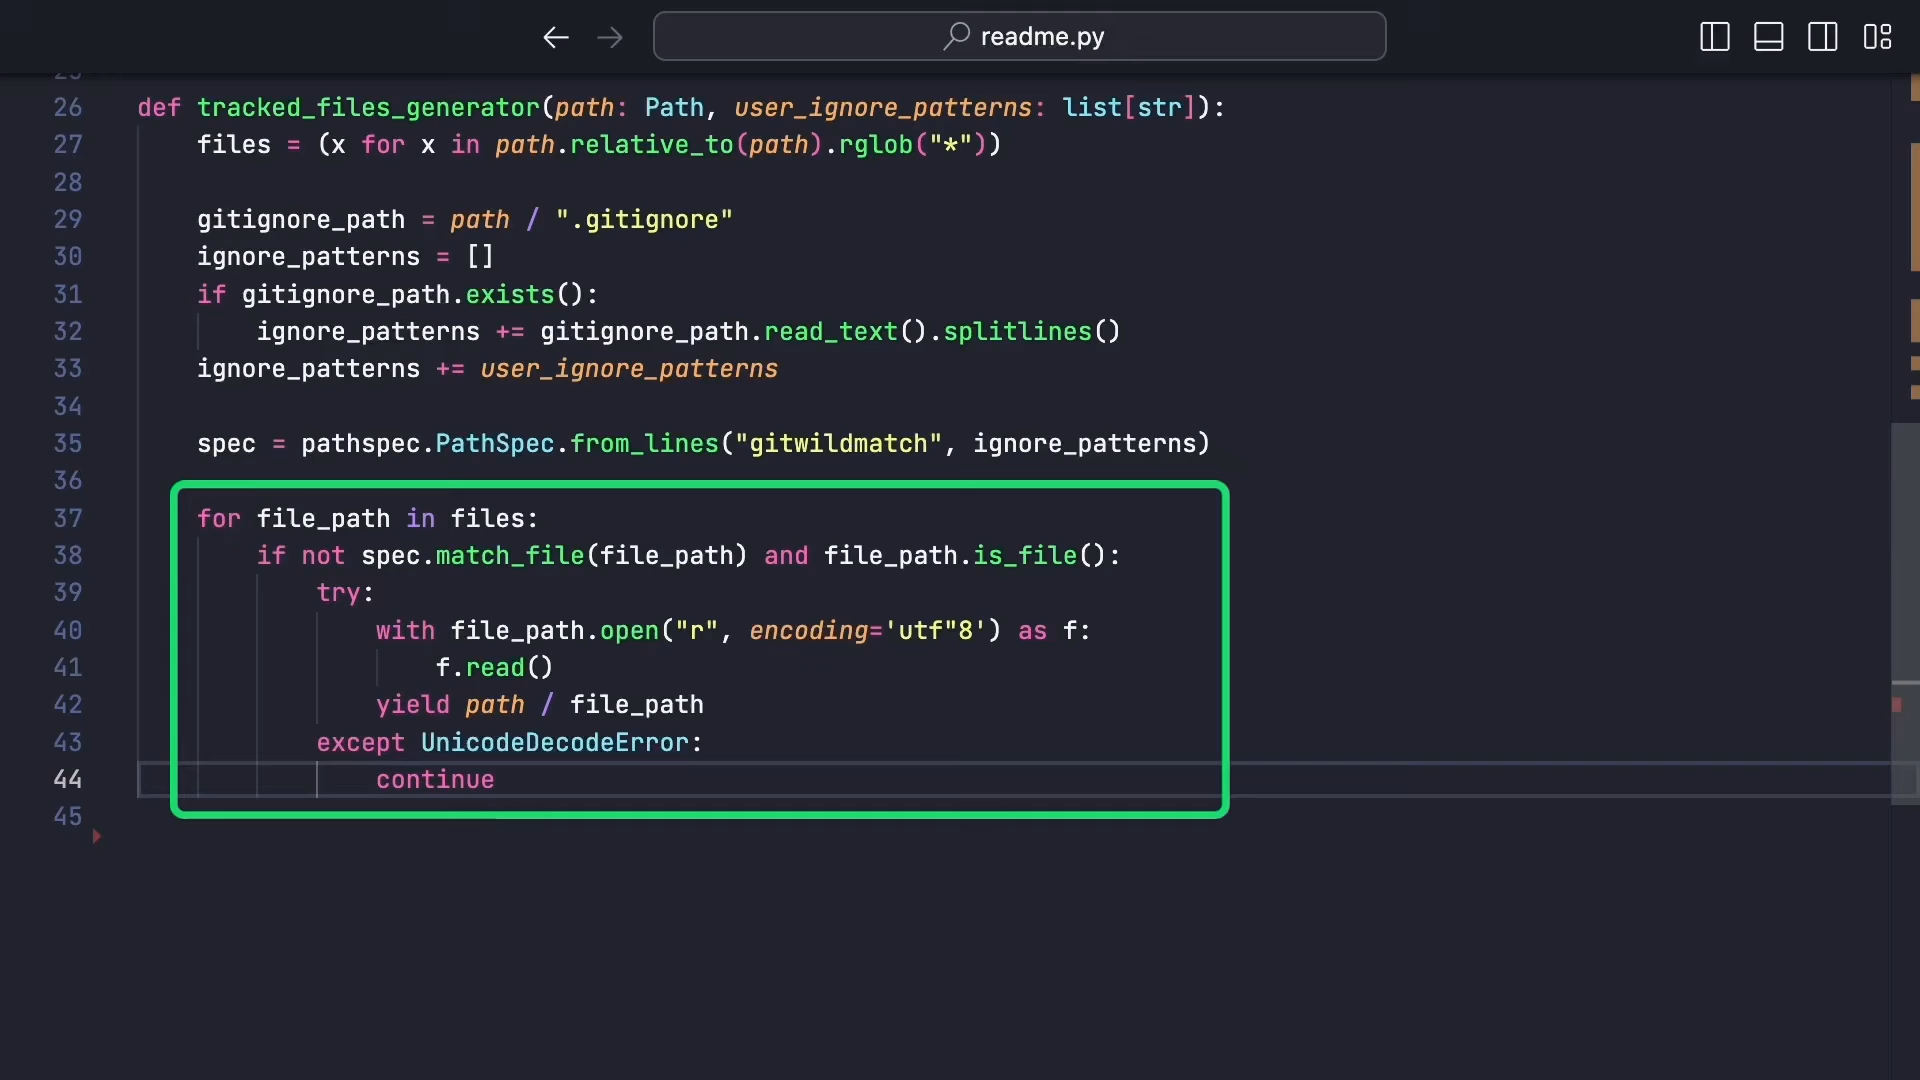 readme.py
26 def tracked_files_generator(path: Path, user_ignore_patterns: list[str]):
27 files = (x for x in path.relative_to(path).rglob("*"))
28
29 gitignore_path = path / ".gitignore"
30 ignore_patterns = []
31 if gitignore_path.exists():
32 ignore_patterns += gitignore_path.read_text().splitlines()
33 ignore_patterns += user_ignore_patterns
34
35 spec = pathspec.PathSpec.from_lines("gitwildmatch", ignore_patterns)
36
37 for file_path in files:
38 if not spec.match_file(file_path) and file_path.is_file():
39 try:
40 with file_path.open("r", encoding='utf"8') as f:
41 f.read()
42 yield path / file_path
43 except UnicodeDecodeError:
44 continue
45